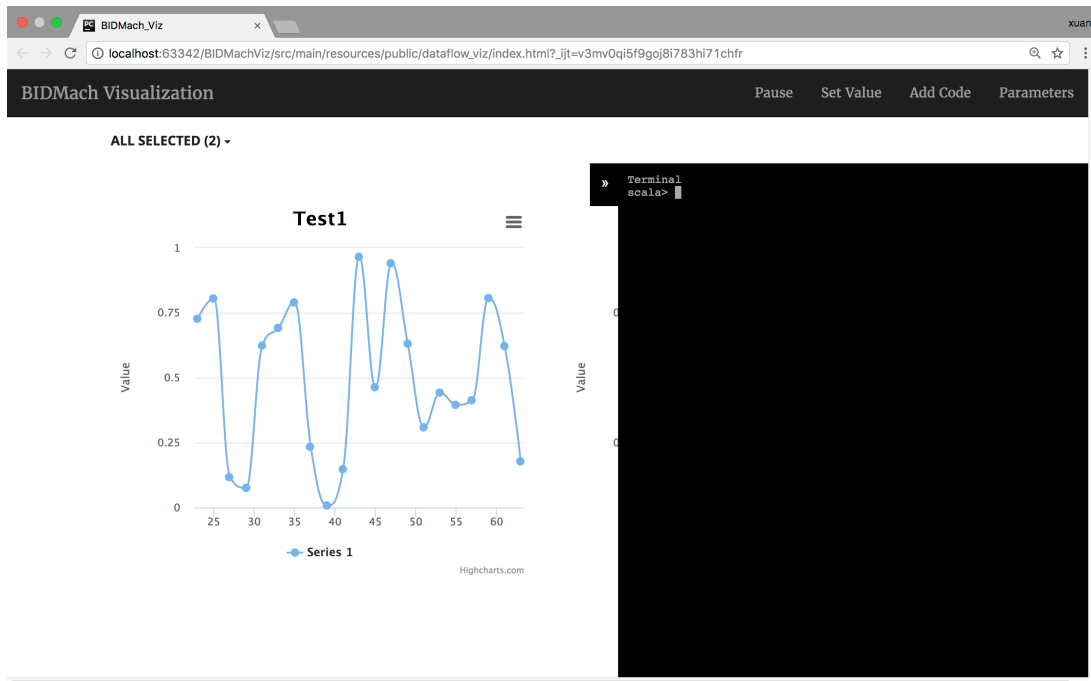 BIDMach_Viz
xuan
localhost:63342/BIDMachViz/src/main/resources/public/dataflow_viz/index.html?_ijt=v3mv0qi5f9goj8i783hi71chfr
BIDMach Visualization Pause Set Value Add Code Parameters
ALL SELECTED (2)
» Terminal
scala>
Test1
1
0.75
0.5
0.25
0
Value
25 30 35 40 45 50 55 60
Series 1
Highcharts.com
Value
0
0